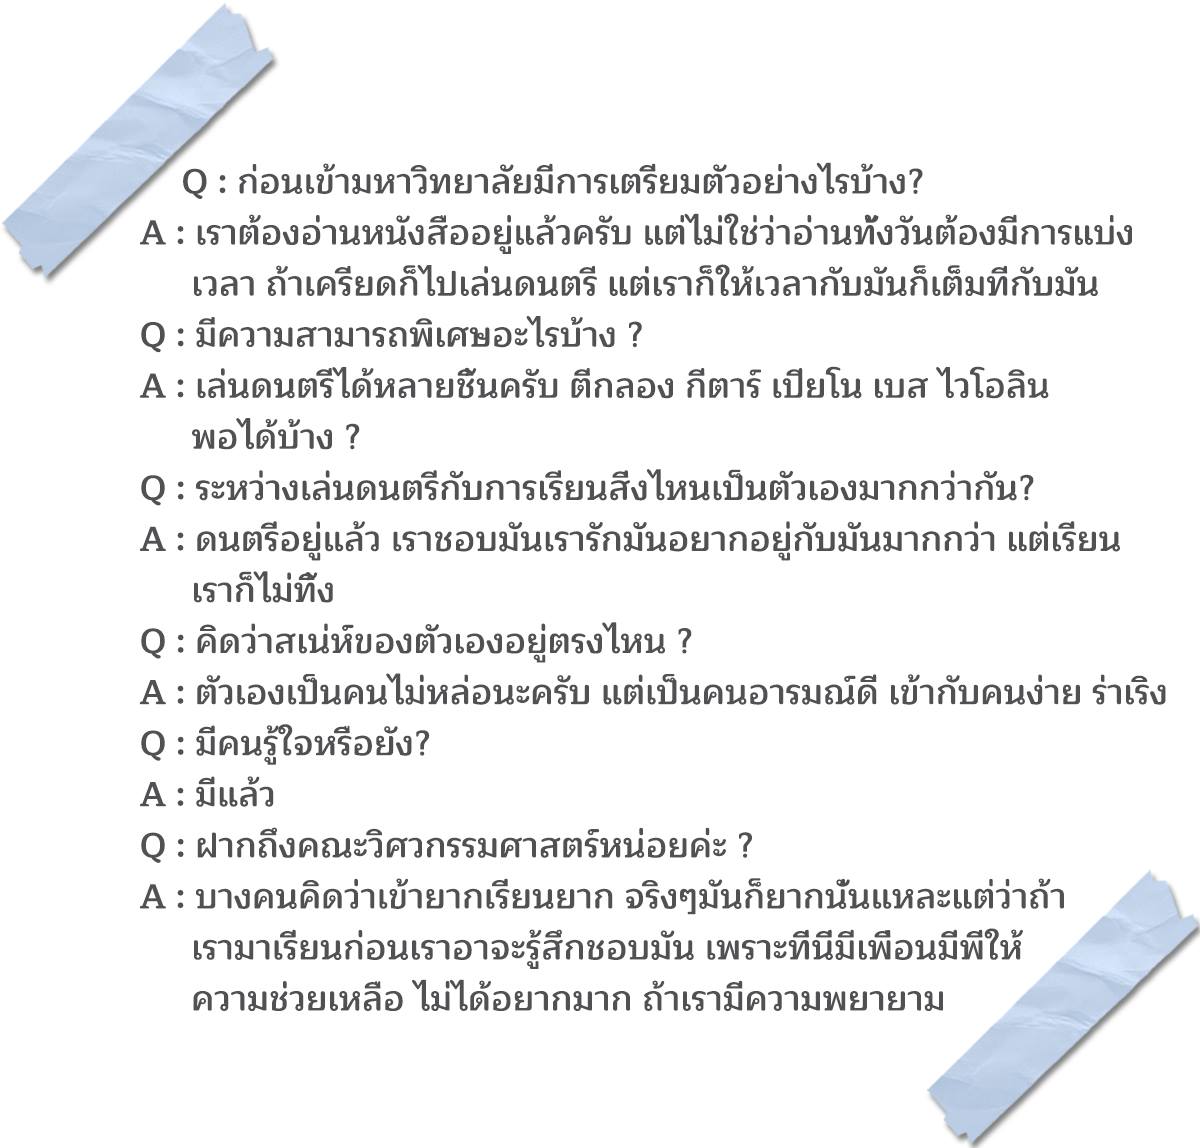 Q : ก่อนเข้ามหาวิทยาลัยมีการเตรียมตัวอย่างไรบ้าง?
A : เราต้องอ่านหนังสืออยู่แล้วครับ แต่ไม่ใช่ว่าอ่านทั้งวันต้องมีการแบ่ง
เวลา ถ้าเครียดก็ไปเล่นดนตรี แต่เราก็ให้เวลากับมันก็เต็มทีกับมัน
Q : มีความสามารถพิเศษอะไรบ้าง ?
A : เล่นดนตรีได้หลายชิ้นครับ ตีกลอง กีตาร์ เปียโน เบส ไวโอลิน
พอได้บ้าง ?
Q : ระหว่างเล่นดนตรีกับการเรียนสีงไหนเป็นตัวเองมากกว่ากัน?
A : ดนตรีอยู่แล้ว เราชอบมันเรารักมันอยากอยู่กับมันมากกว่า แต่เรียน
เราก็ไม่ทิ้ง
Q : คิดว่าสเน่ห์ของตัวเองอยู่ตรงไหน ?
A : ตัวเองเป็นคนไม่หล่อนะครับ แต่เป็นคนอารมณ์ดี เข้ากับคนง่าย ร่าเริง
Q : มีคนรู้ใจหรือยัง?
A : มีแล้ว
Q : ฝากถึงคณะวิศวกรรมศาสตร์หน่อยค่ะ ?
A : บางคนคิดว่าเข้ายากเรียนยาก จริงๆมันก็ยากนั้นแหละแต่ว่าถ้า
เรามาเรียนก่อนเราอาจะรู้สึกชอบมัน เพราะทีนีมีเพือนมีพีให้
ความช่วยเหลือ ไม่ได้อยากมาก ถ้าเรามีความพยายาม